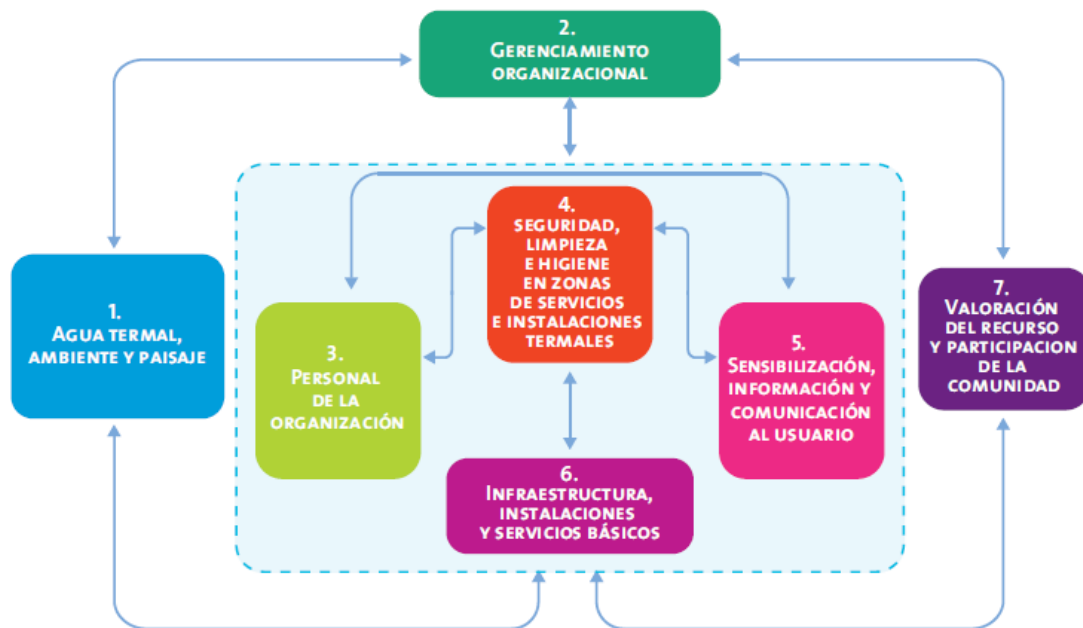 2.
GERENCIAMIENTO
ORGANIZACIONAL
1.
AGUA TERMAL,
AMBIENTE Y PAISAJE
3.
PERSONAL
DE LA
ORGANIZACIÓN
4.
SEGURIDAD,
LIMPIEZA
E HIGIENE
EN ZONAS
DE SERVICIOS
E INSTALACIONES
TERMALES
5.
SENSIBILIZACIÓN,
INFORMACIÓN Y
COMUNICACIÓN
AL USUARIO
6.
INFRAESTRUCTURA,
INSTALACIONES
Y SERVICIOS BÁSICOS
7.
VALORACIÓN
DEL RECURSO
Y PARTICIPACION
DE LA
COMUNIDAD